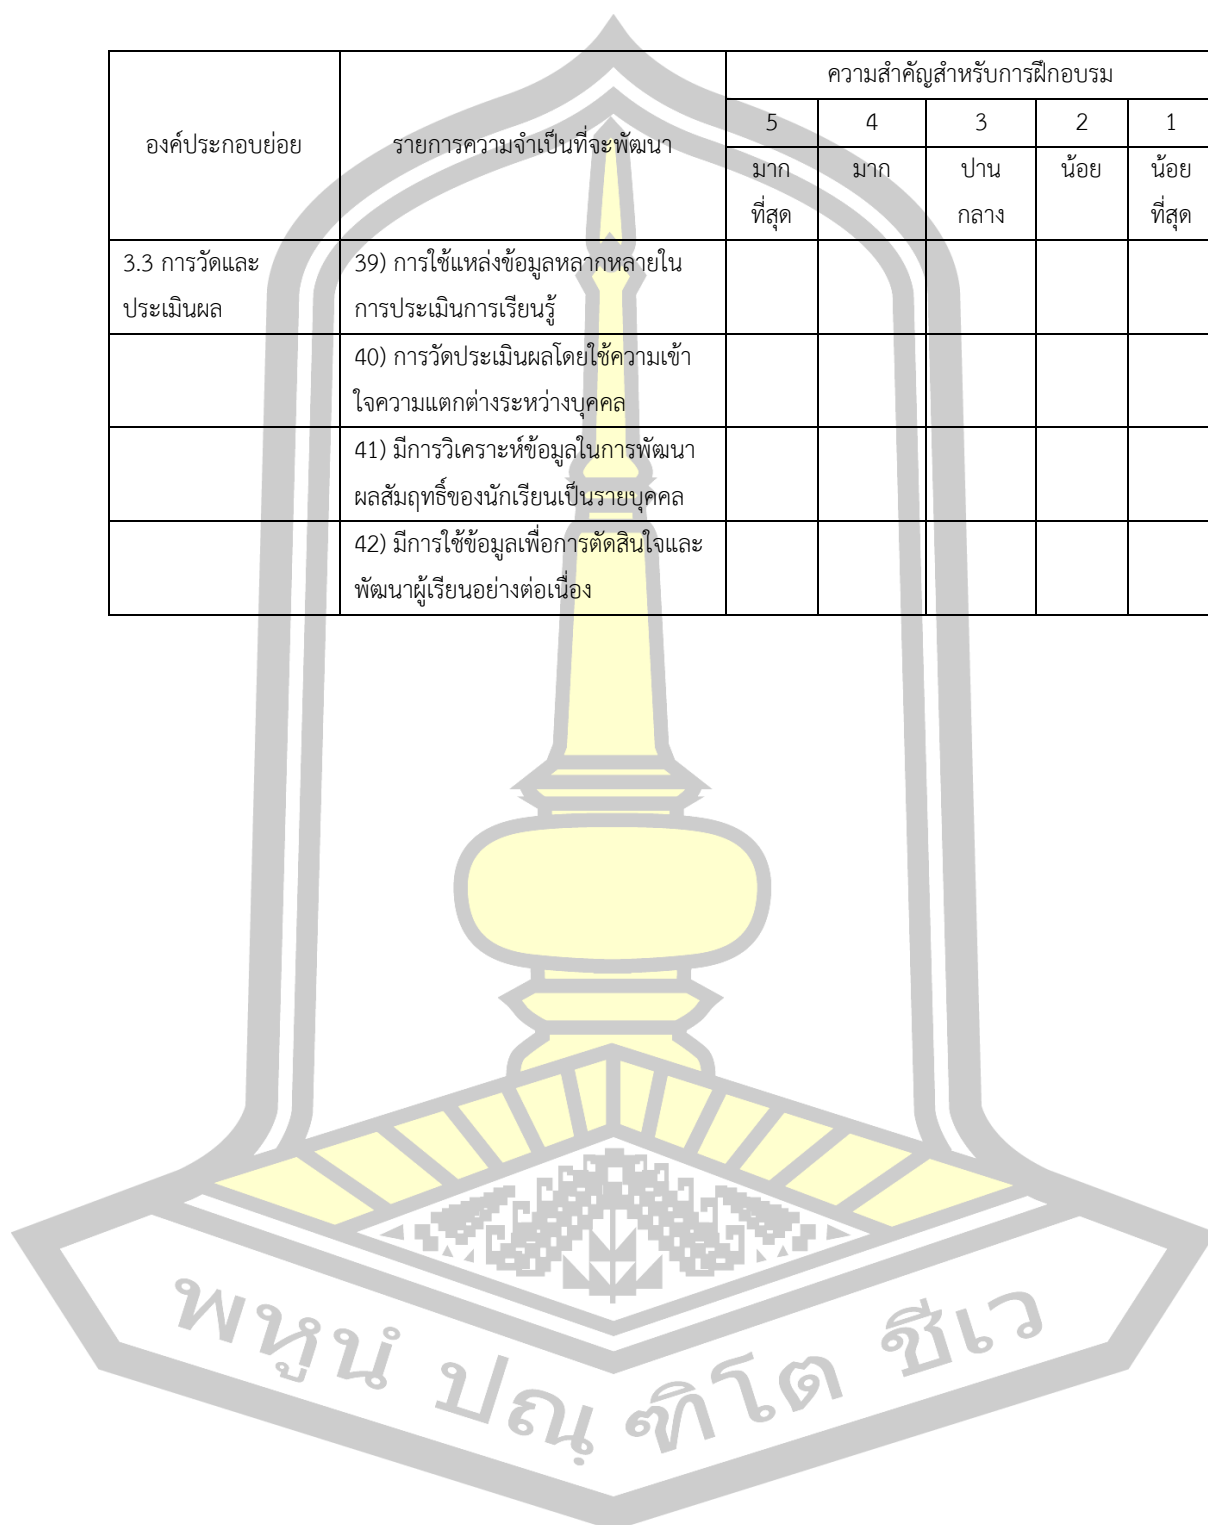 องค์ประกอบย่อย
รายการความจำเป็นที่จะพัฒนา
ความสำคัญสำหรับการฝึกอบรม
5 4 3 2 1
มาก มาก ปาน น้อย น้อย
ที่สุด กลาง ที่สุด
3.3 การวัดและ 39) การใช้แหล่งข้อมูลหลากหลายใน
ประเมินผล การประเมินการเรียนรู้
40) การวัดประเมินผลโดยใช้ความเข้า
ใจความแตกต่างระหว่างบุคคล
41) มีการวิเคราะห์ข้อมูลในการพัฒนา
ผลสัมฤทธิ์ของนักเรียนเป็นรายบุคคล
42) มีการใช้ข้อมูลเพื่อการตัดสินใจและ
พัฒนาผู้เรียนอย่างต่อเนื่อง
พหูนํ ปณฺ ฑิโต ชีเว